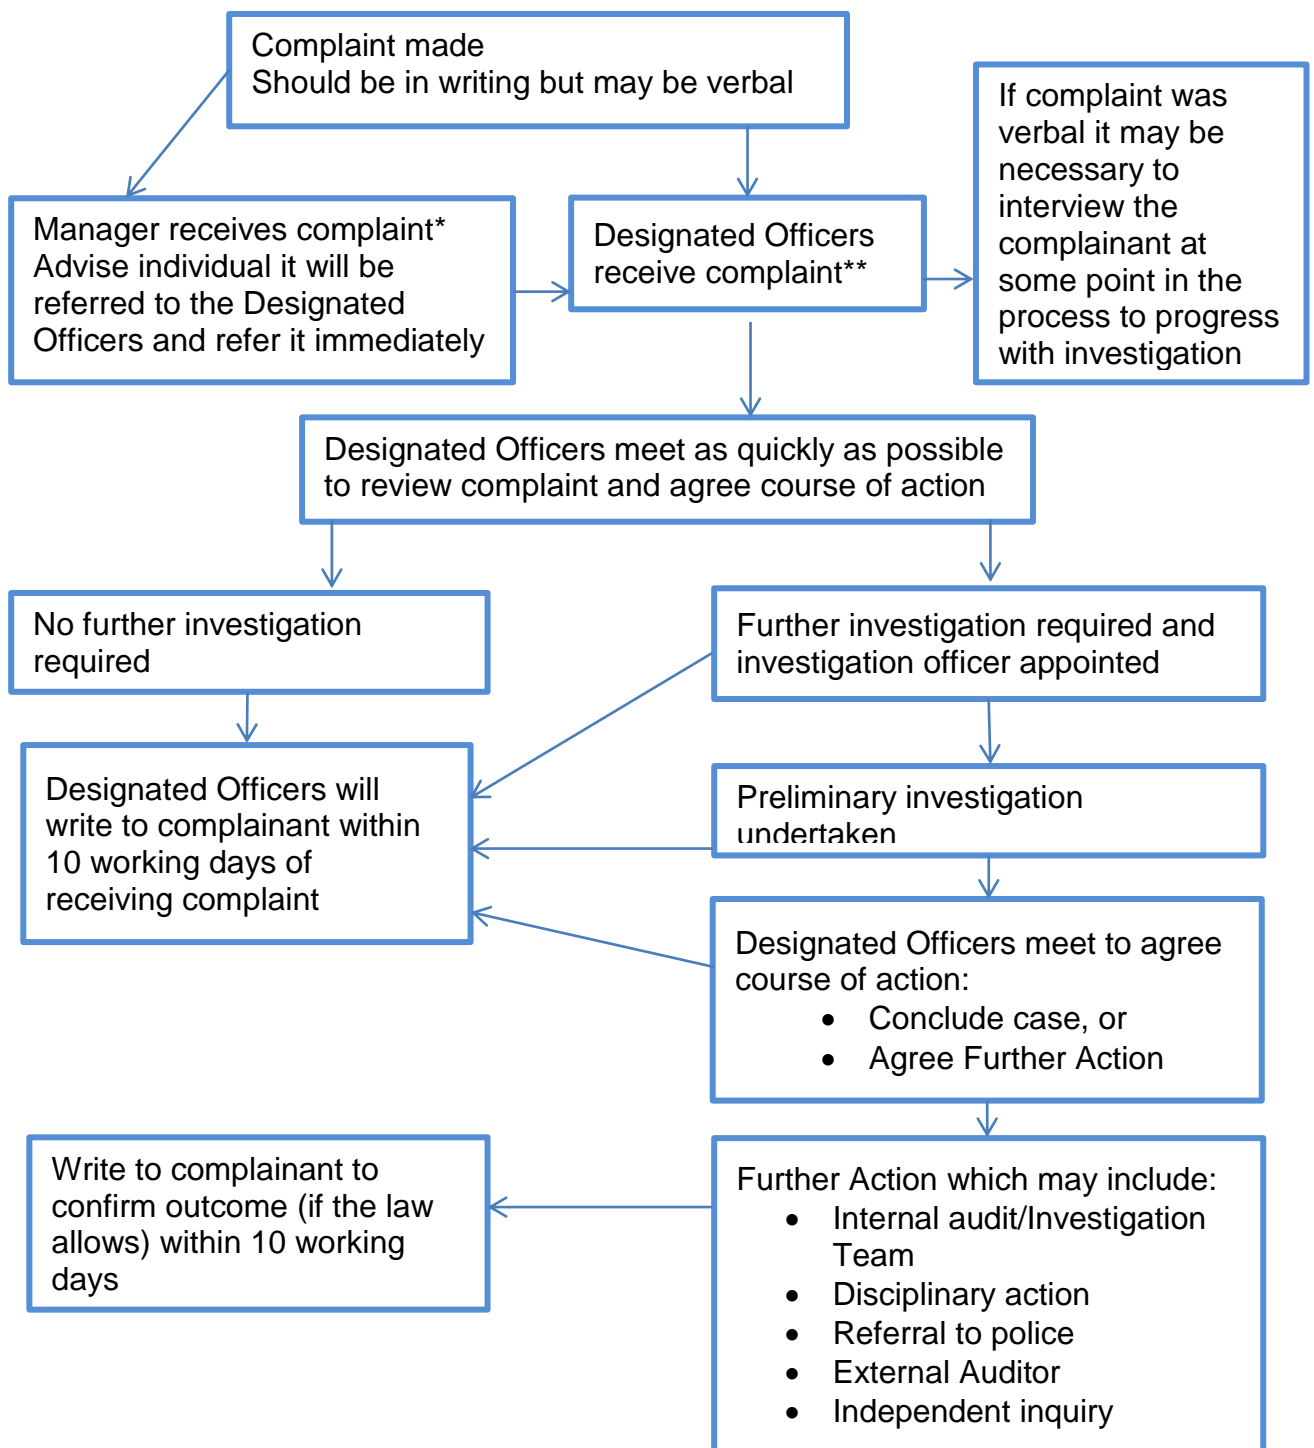 Complaint made
Should be in writing but may be verbal
If complaint was
verbal it may be
necessary to
interview the
complainant at
some point in the
process to progress
with investigation
Manager receives complaint*
Advise individual it will be
referred to the Designated
Officers and refer it immediately
Designated Officers
receive complaint**
Designated Officers meet as quickly as possible
to review complaint and agree course of action
No further investigation
required
Further investigation required and
investigation officer appointed
Designated Officers will
write to complainant within
10 working days of
receiving complaint
Preliminary investigation
undertaken
Designated Officers meet to agree
course of action:
• Conclude case, or
• Agree Further Action
Write to complainant to
confirm outcome (if the law
allows) within 10 working
days
Further Action which may include:
• Internal audit/Investigation
Team
• Disciplinary action
• Referral to police
• External Auditor
• Independent inquiry